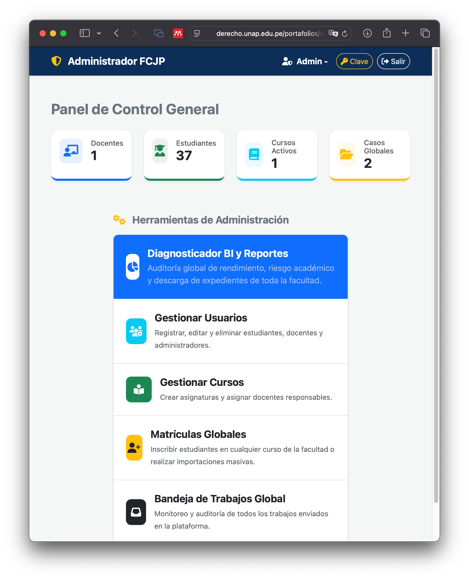 derecho.unap.edu.pe/portafolios/
Administrador FCJP
Admin
Clave
Salir
Panel de Control General
Docentes
1
Estudiantes
37
Cursos
Activos
1
Casos
Globales
2
Herramientas de Administración
Diagnosticador BI y Reportes
Auditoría global de rendimiento, riesgo académico
y descarga de expedientes de toda la facultad.
Gestionar Usuarios
Registrar, editar y eliminar estudiantes, docentes y
administradores.
Gestionar Cursos
Crear asignaturas y asignar docentes responsables.
Matrículas Globales
Inscribir estudiantes en cualquier curso de la facultad o
realizar importaciones masivas.
Bandeja de Trabajos Global
Monitoreo y auditoría de todos los trabajos enviados
en la plataforma.